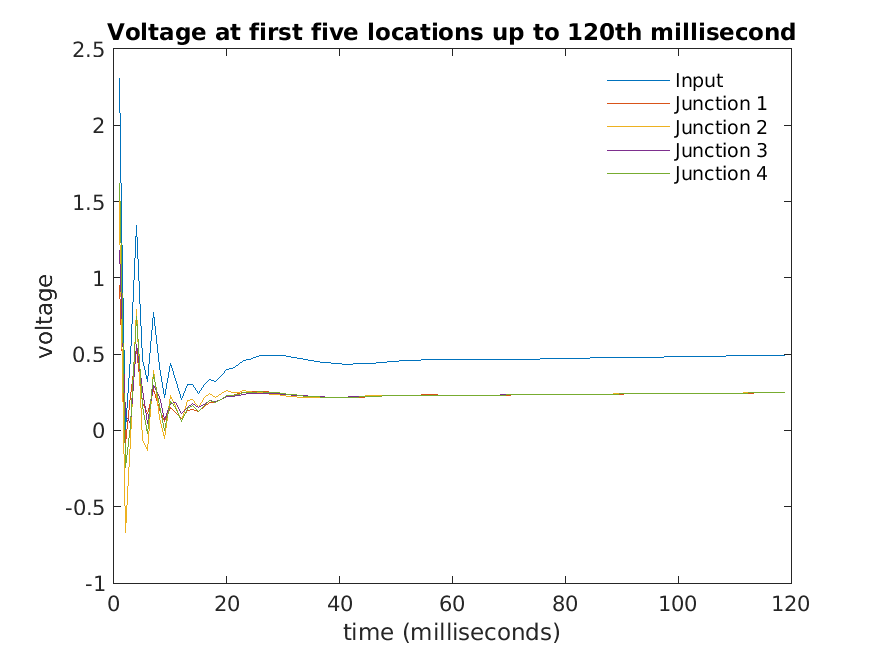 Voltage at first five locations up to 120th millisecond
2.5
2
1.5
1
0.5
0
-0.5
-1
voltage
Input
Junction 1
Junction 2
Junction 3
Junction 4
0 20 40 60 80 100 120
time (milliseconds)